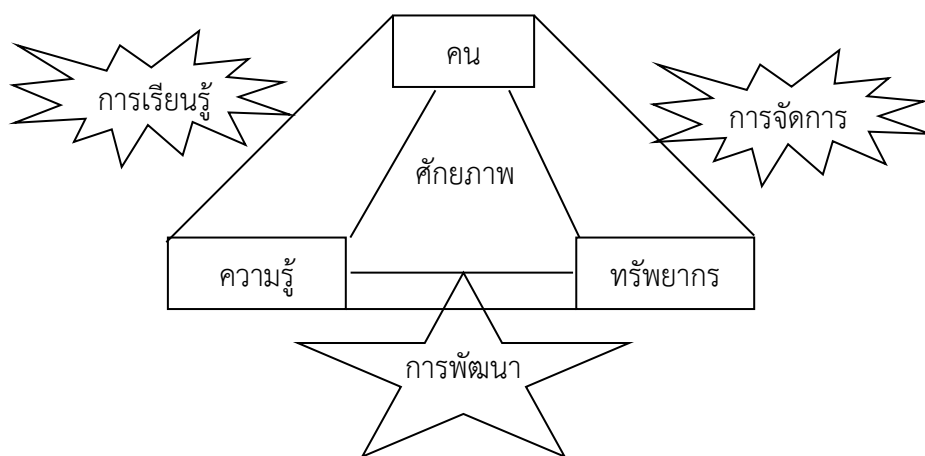 คน
การเรียนรู้
การจัดการ
ศักยภาพ
ความรู้
ทรัพยากร
การพัฒนา